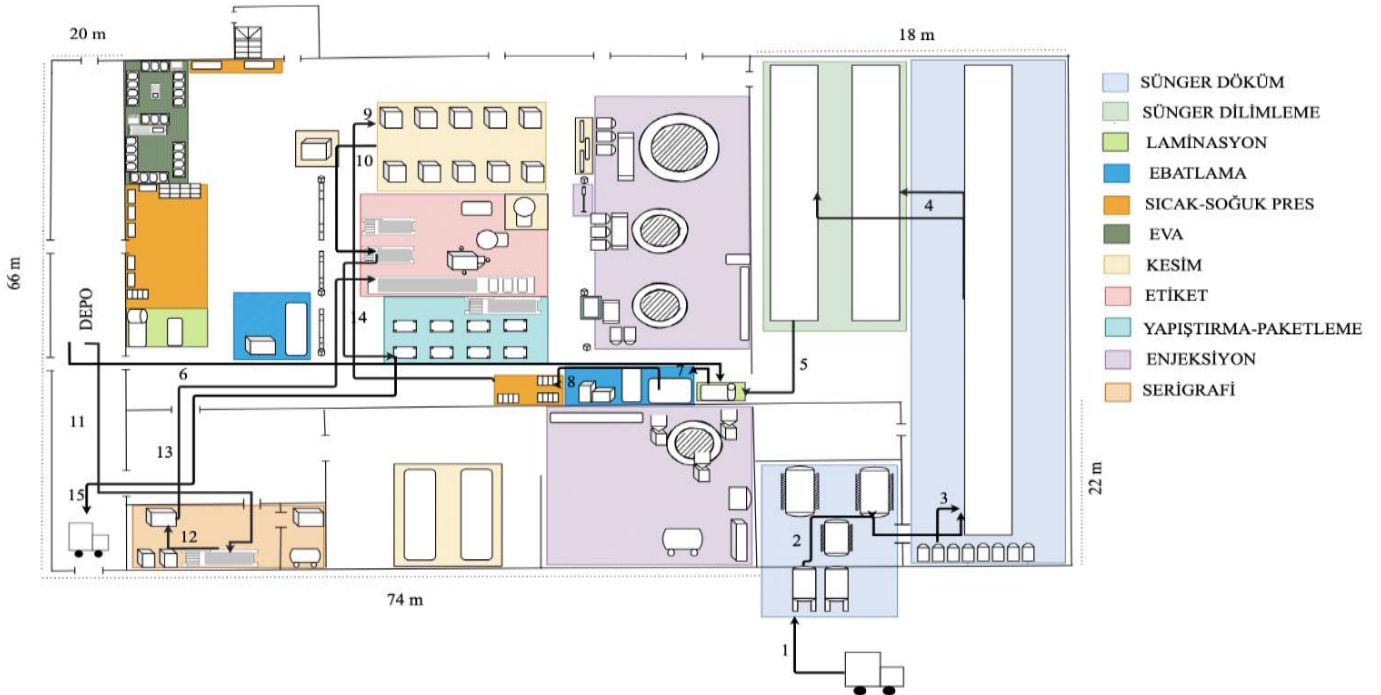 20 m
18 m
SÜNGER DÖKÜM
SÜNGER DİLİMLEME
LAMİNASYON
EBATLAMA
SICAK-SOĞUK PRES
EVA
KESİM
ETİKET
YAPIŞTIRMA-PAKETLEME
ENJEKSİYON
SERİGRAFİ
9
10
4
66 m
DEPO
14
5
6
7
8
11
13
15
12
3
2
22 m
74 m
1